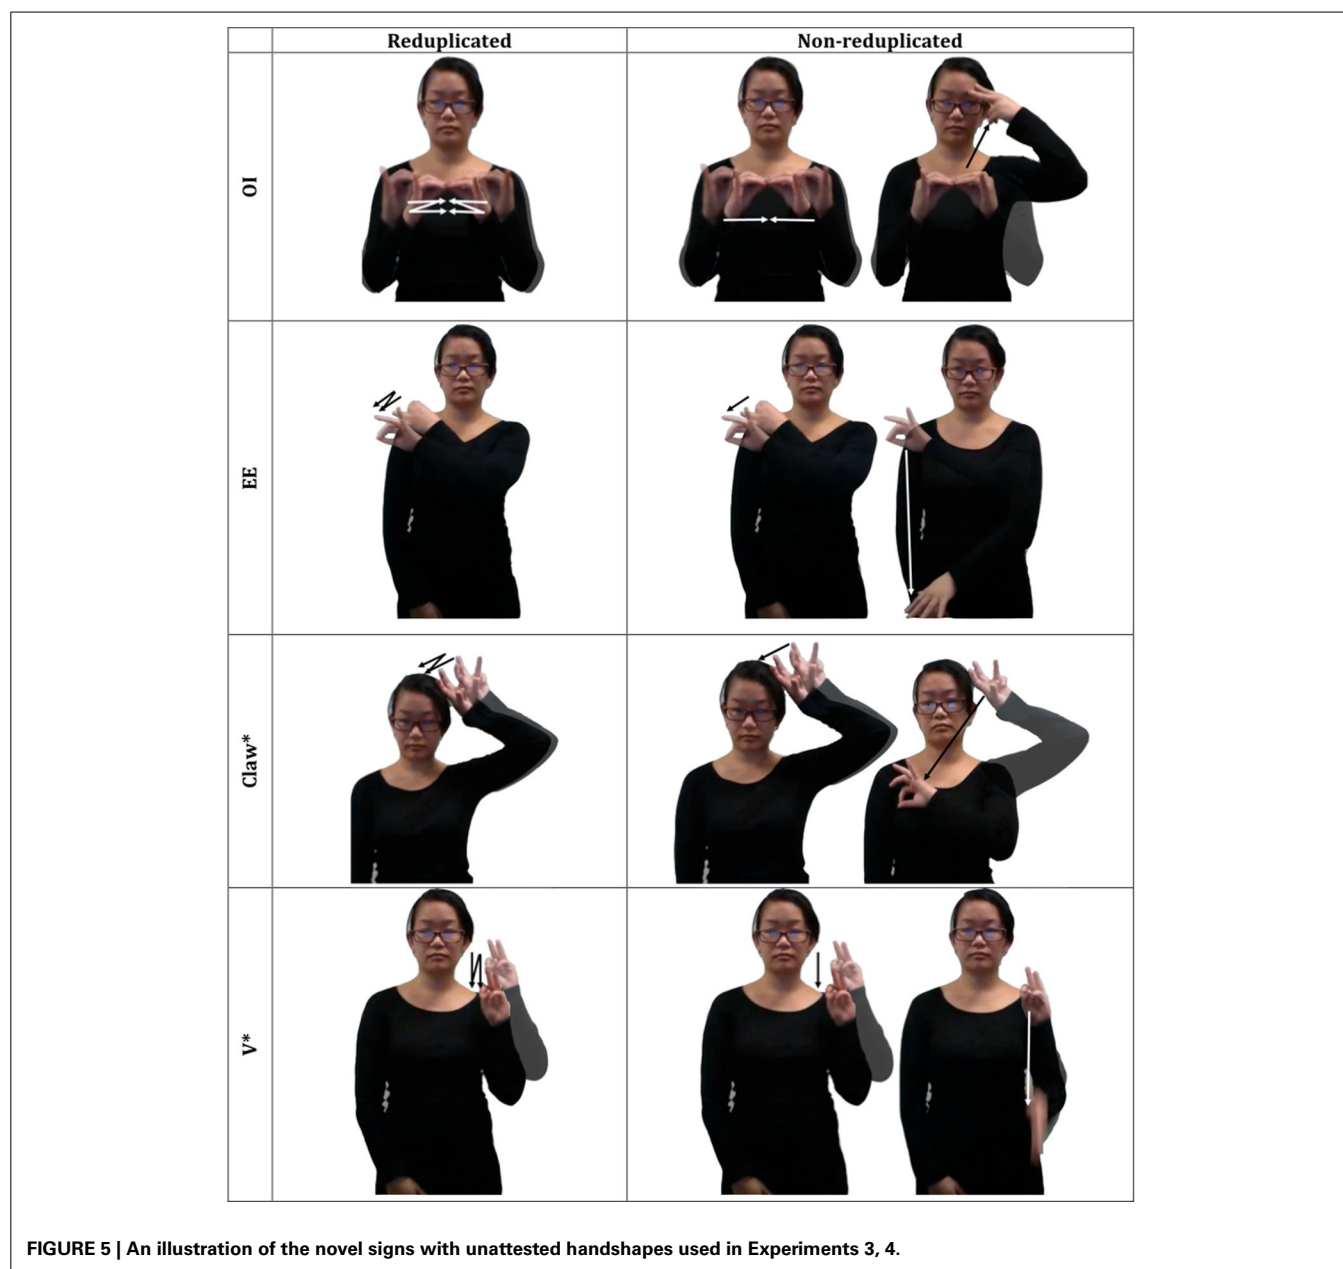 Reduplicated Non-reduplicated
OI
EE
Claw*
V*
FIGURE 5 | An illustration of the novel signs with unattested handshapes used in Experiments 3, 4.